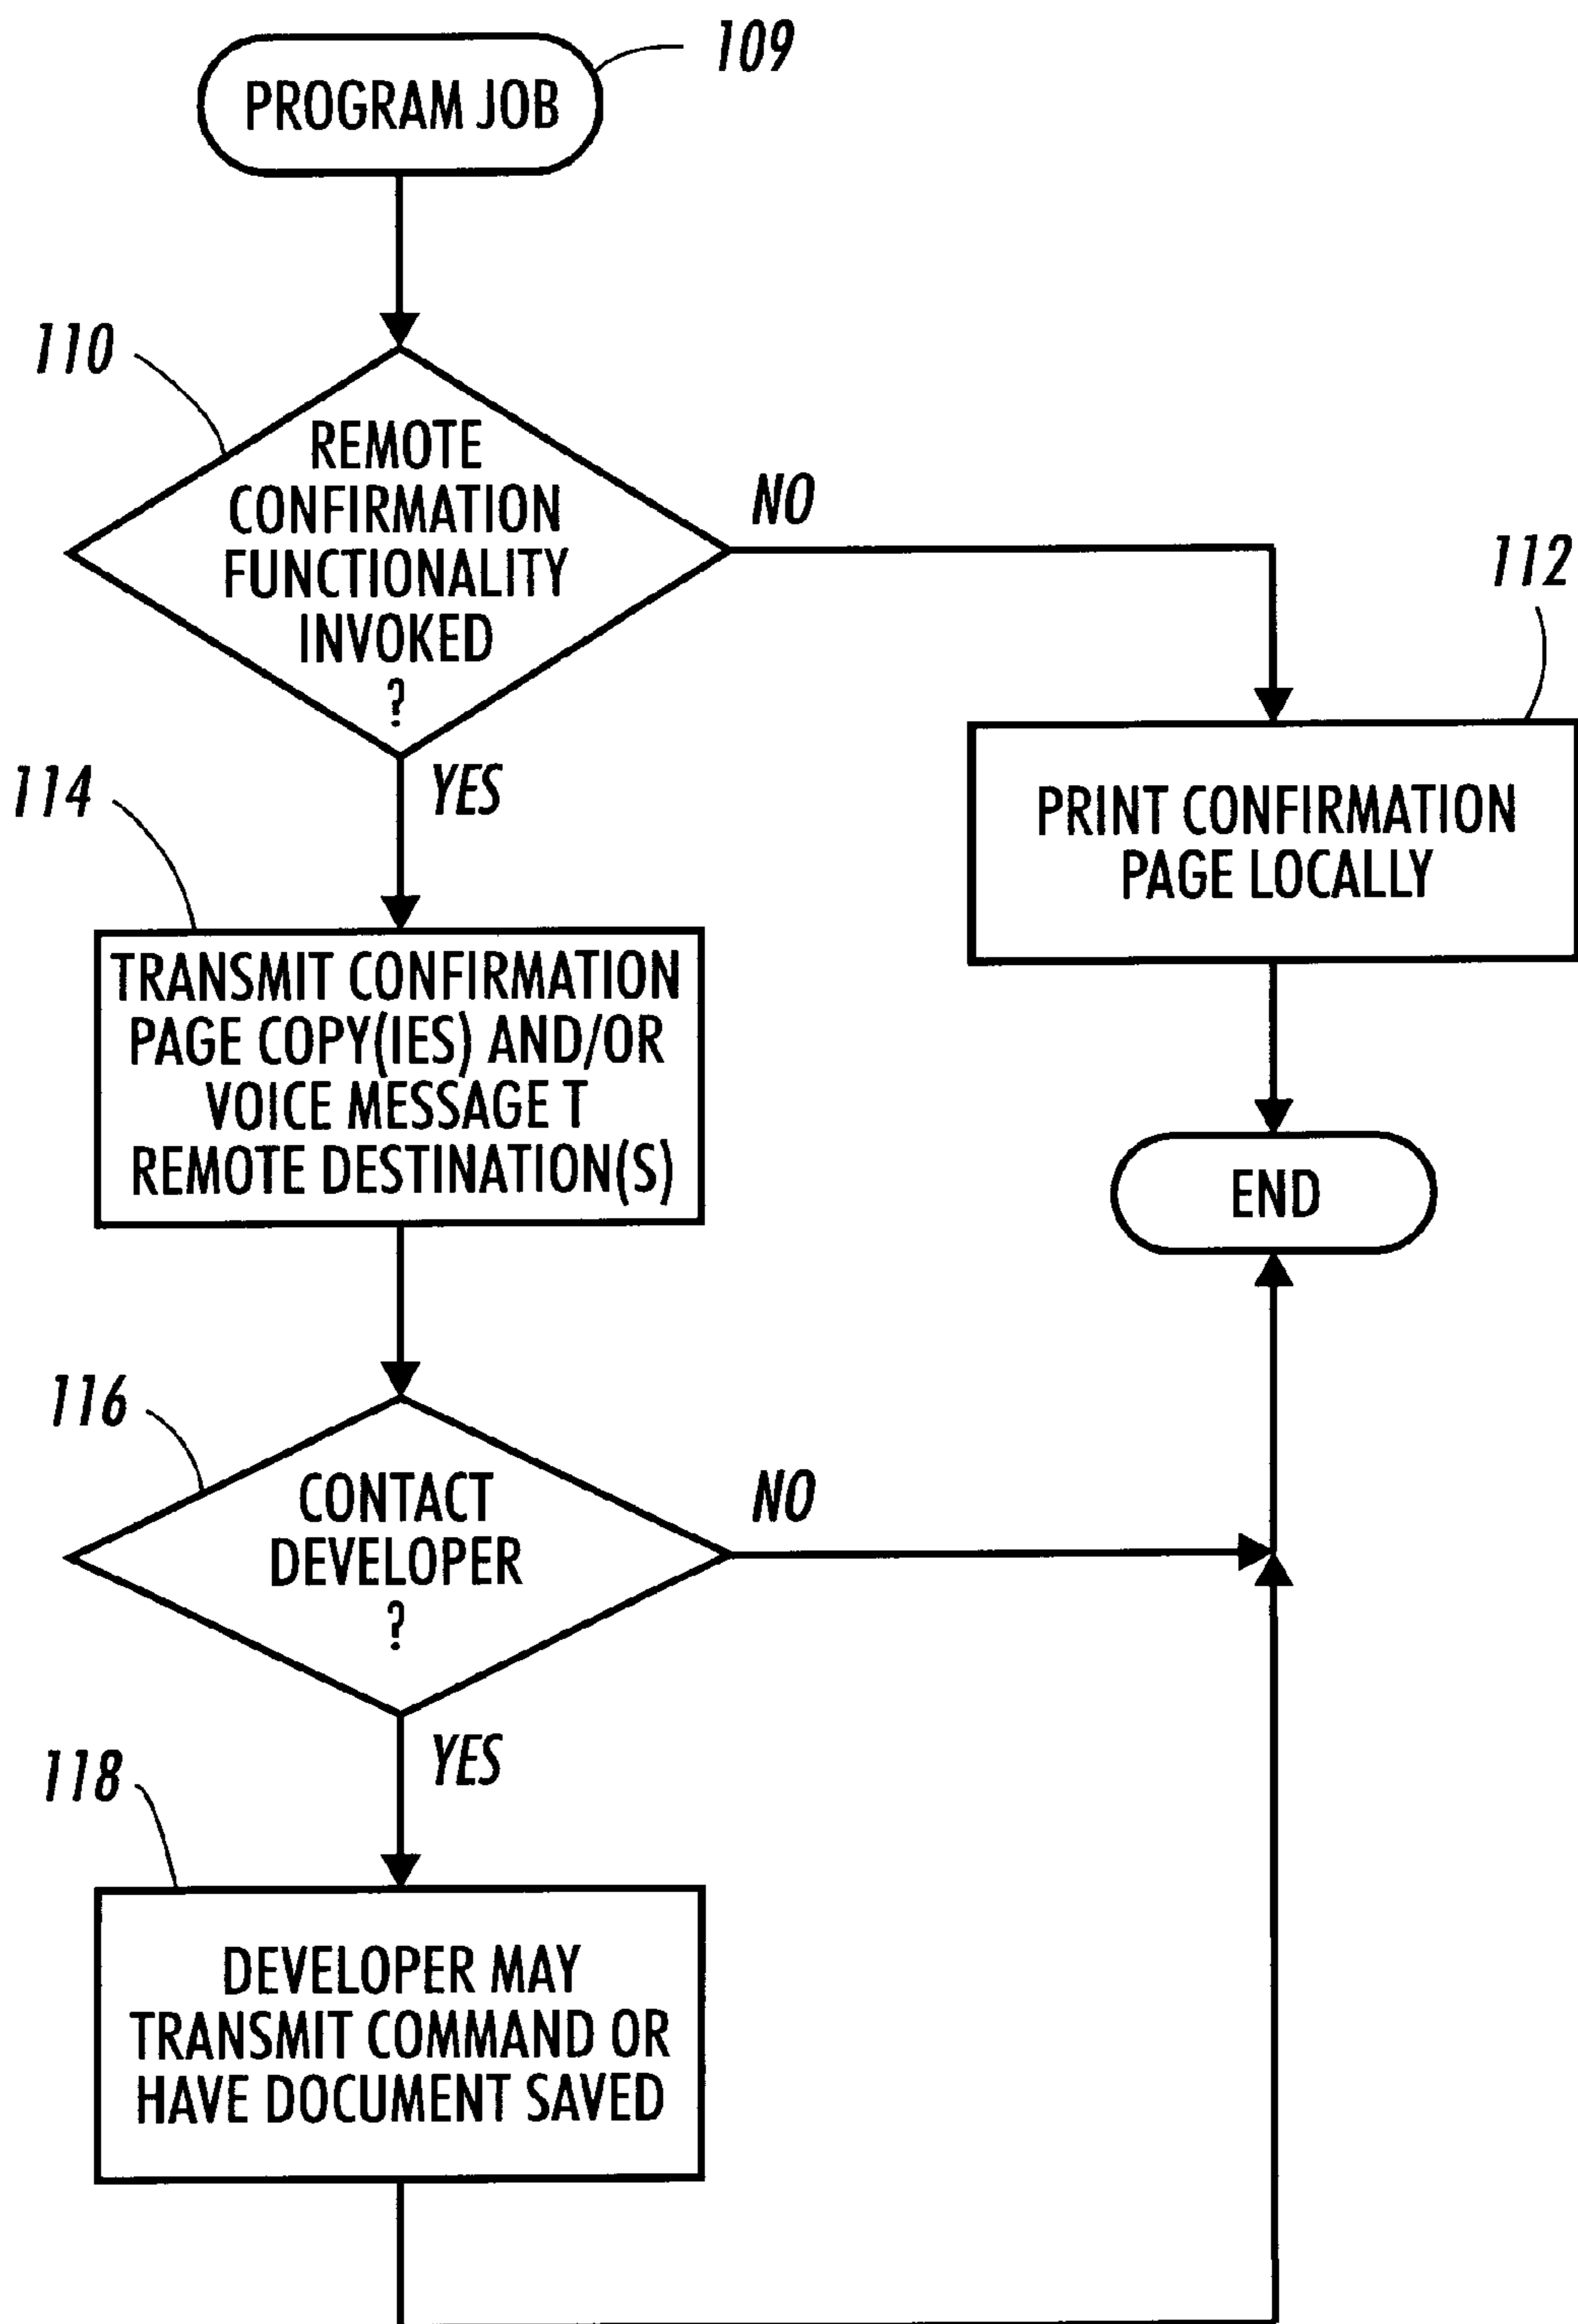 109
PROGRAM JOB
110
REMOTE
CONFIRMATION
FUNCTIONALITY
INVOKED
?
NO
112
YES
PRINT CONFIRMATION
PAGE LOCALLY
114
TRANSMIT CONFIRMATION
PAGE COPY(IES) AND/OR
VOICE MESSAGE T
REMOTE DESTINATION(S)
END
116
CONTACT
DEVELOPER
?
NO
YES
118
DEVELOPER MAY
TRANSMIT COMMAND OR
HAVE DOCUMENT SAVED